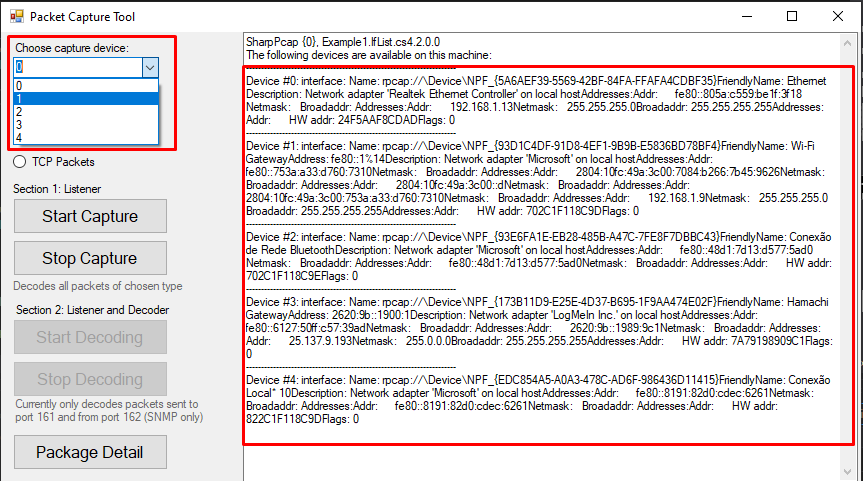 Packet Capture Tool
Choose capture device:
0
0
1
2
3
4
TCP Packets
Section 1: Listener
Start Capture
Stop Capture
Decodes all packets of chosen type
Section 2: Listener and Decoder
Start Decoding
Stop Decoding
Currently only decodes packets sent to
port 161 and from port 162 (SNMP only)
Package Detail
SharpPcap {0}, Example1.IfList.cs4.2.0.0
The following devices are available on this machine:
----------------------------------------------------------------------
Device #0: interface: Name: rpcap://\Device\NPF_{5A6AEF39-5569-42BF-84FA-FFAFA4CDBF35}FriendlyName: Ethernet
Description: Network adapter 'Realtek Ethernet Controller' on local hostAddresses:Addr: fe80::805a:c559:be1f:3f18
Netmask: Broadaddr: Addresses:Addr: 192.168.1.13Netmask: 255.255.255.0Broadaddr: 255.255.255.255Addresses:
Addr: HW addr: 24F5AAF8CDADFlags: 0
----------------------------------------------------------------------
Device #1: interface: Name: rpcap://\Device\NPF_{93D1C4DF-91D8-4EF1-9B9B-E5836BD78BF4}FriendlyName: Wi-Fi
GatewayAddress: fe80::1%14Description: Network adapter 'Microsoft' on local hostAddresses:Addr:
fe80::753a:a33:d760:7310Netmask: Broadaddr: Addresses:Addr: 2804:10fc:49a:3c00:7084:b266:7b45:9626Netmask:
Broadaddr: Addresses:Addr: 2804:10fc:49a:3c00::dNetmask: Broadaddr: Addresses:Addr:
2804:10fc:49a:3c00:753a:a33:d760:7310Netmask: Broadaddr: Addresses:Addr: 192.168.1.9Netmask: 255.255.255.0
Broadaddr: 255.255.255.255Addresses:Addr: HW addr: 702C1F118C9DFlags: 0
----------------------------------------------------------------------
Device #2: interface: Name: rpcap://\Device\NPF_{93E6FA1E-EB28-485B-A47C-7FE8F7DBBC43}FriendlyName: Conexão
de Rede BluetoothDescription: Network adapter 'Microsoft' on local hostAddresses:Addr: fe80::48d1:7d13:d577:5ad0
Netmask: Broadaddr: Addresses:Addr: fe80::48d1:7d13:d577:5ad0Netmask: Broadaddr: Addresses:Addr: HW addr:
702C1F118C9EFlags: 0
----------------------------------------------------------------------
Device #3: interface: Name: rpcap://\Device\NPF_{173B11D9-E25E-4D37-B695-1F9AA474E02F}FriendlyName: Hamachi
GatewayAddress: 2620:9b::1900:1Description: Network adapter 'LogMeIn Inc.' on local hostAddresses:Addr:
fe80::6127:50ff:c57:39adNetmask: Broadaddr: Addresses:Addr: 2620:9b::1989:9c1Netmask: Broadaddr: Addresses:
Addr: 25.137.9.193Netmask: 255.0.0.0Broadaddr: 255.255.255.255Addresses:Addr: HW addr: 7A79198909C1Flags:
0
----------------------------------------------------------------------
Device #4: interface: Name: rpcap://\Device\NPF_{EDC854A5-A0A3-478C-AD6F-986436D11415}FriendlyName: Conexão
Local* 10Description: Network adapter 'Microsoft' on local hostAddresses:Addr: fe80::8191:82d0:cdec:6261Netmask:
Broadaddr: Addresses:Addr: fe80::8191:82d0:cdec:6261Netmask: Broadaddr: Addresses:Addr: HW addr:
822C1F118C9DFlags: 0